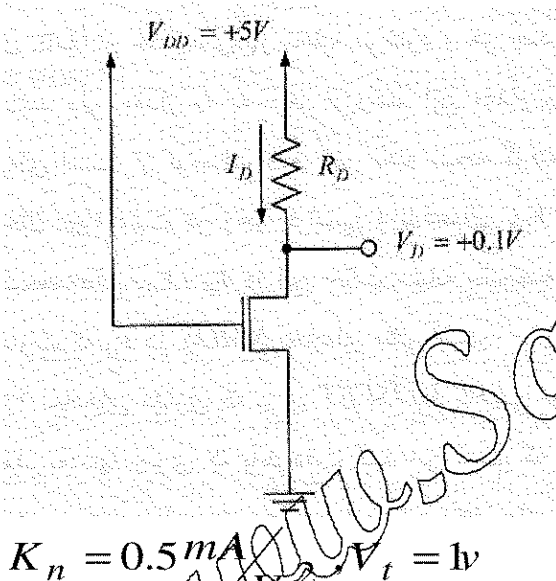 V_DD = +5V
I_D
R_D
V_D = +0.1V
K_n = 0.5 mA V_t = 1v